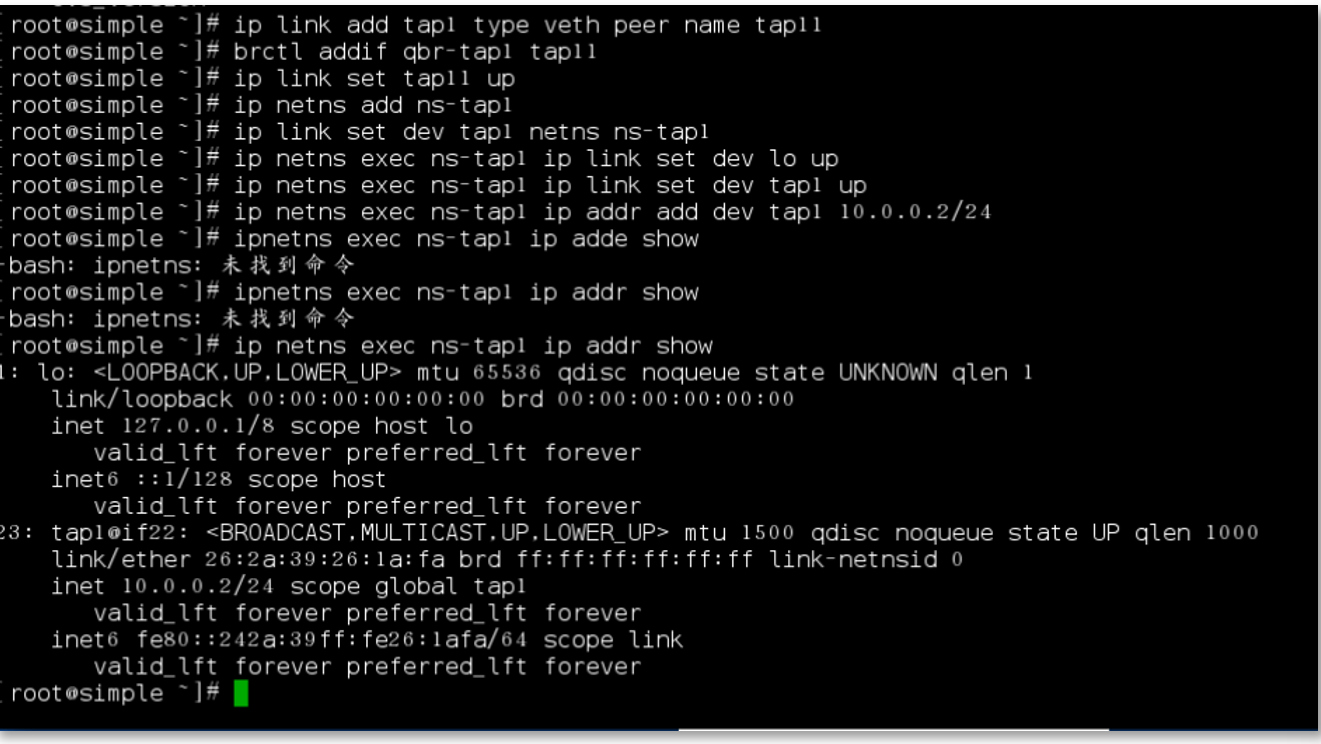 [root@simple ~]# ip link add tap1 type veth peer name tap11
[root@simple ~]# brctl addif qbr-tap1 tap11
[root@simple ~]# ip link set tap11 up
[root@simple ~]# ip netns add ns-tap1
[root@simple ~]# ip link set dev tap1 netns ns-tap1
[root@simple ~]# ip netns exec ns-tap1 ip link set dev lo up
[root@simple ~]# ip netns exec ns-tap1 ip link set dev tap1 up
[root@simple ~]# ip netns exec ns-tap1 ip addr add dev tap1 10.0.0.2/24
[root@simple ~]# ipnetns exec ns-tap1 ip adde show
-bash: ipnetns: 未找到命令
[root@simple ~]# ipnetns exec ns-tap1 ip addr show
-bash: ipnetns: 未找到命令
[root@simple ~]# ip netns exec ns-tap1 ip addr show
1: lo: <LOOPBACK,UP,LOWER_UP> mtu 65536 qdisc noqueue state UNKNOWN qlen 1
link/loopback 00:00:00:00:00:00 brd 00:00:00:00:00:00
inet 127.0.0.1/8 scope host lo
valid_lft forever preferred_lft forever
inet6 ::1/128 scope host
valid_lft forever preferred_lft forever
23: tap1@if22: <BROADCAST,MULTICAST,UP,LOWER_UP> mtu 1500 qdisc noqueue state UP qlen 1000
link/ether 26:2a:39:26:1a:fa brd ff:ff:ff:ff:ff:ff link-netnsid 0
inet 10.0.0.2/24 scope global tap1
valid_lft forever preferred_lft forever
inet6 fe80::242a:39ff:fe26:1afa/64 scope link
valid_lft forever preferred_lft forever
[root@simple ~]#